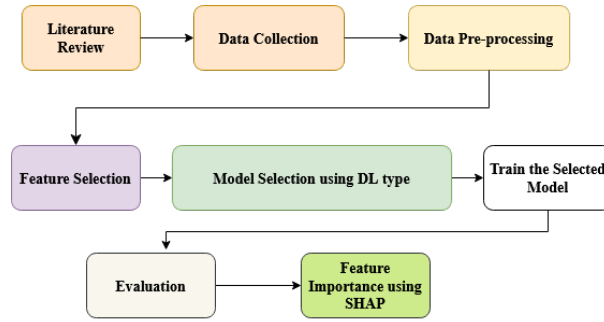 Literature
Review
Data Collection
Data Pre-processing
Feature Selection
Model Selection using DL type
Train the Selected
Model
Evaluation
Feature
Importance using
SHAP